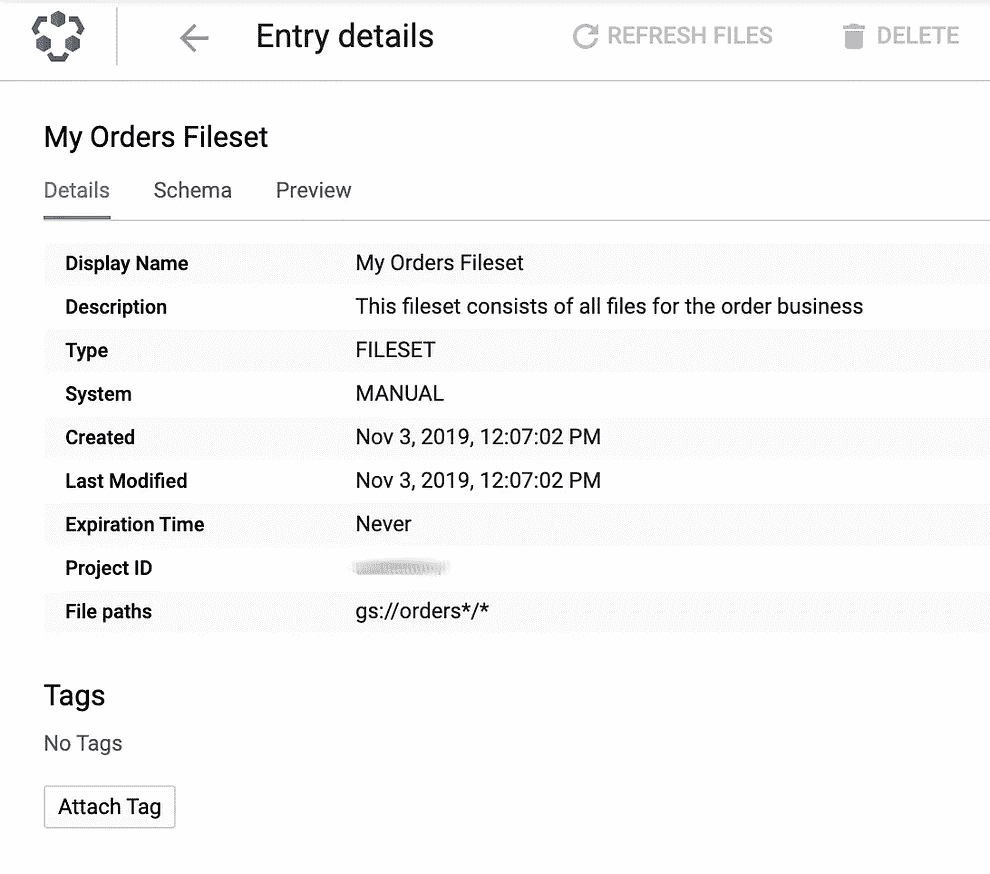 Entry details REFRESH FILES DELETE
My Orders Fileset
Details Schema Preview
Display Name My Orders Fileset
Description This fileset consists of all files for the order business
Type FILESET
System MANUAL
Created Nov 3, 2019, 12:07:02 PM
Last Modified Nov 3, 2019, 12:07:02 PM
Expiration Time Never
Project ID
File paths gs://orders*/*
Tags
No Tags
Attach Tag